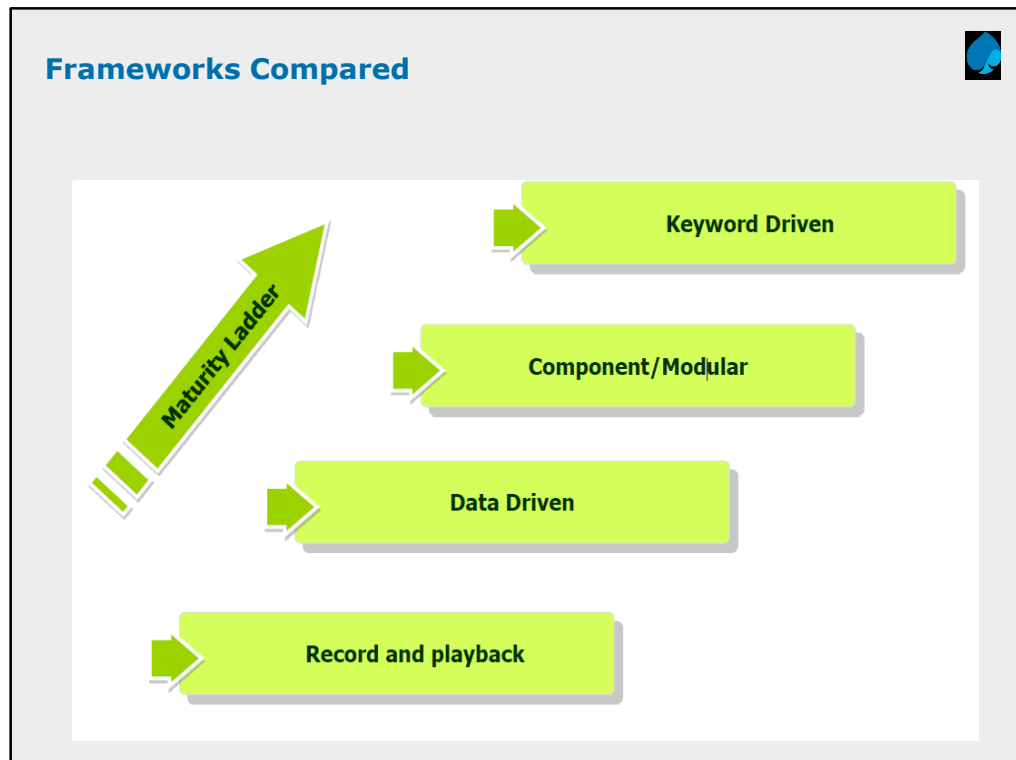 Frameworks Compared
Keyword Driven
Maturity Ladder
Component/Modular
Data Driven
Record and playback